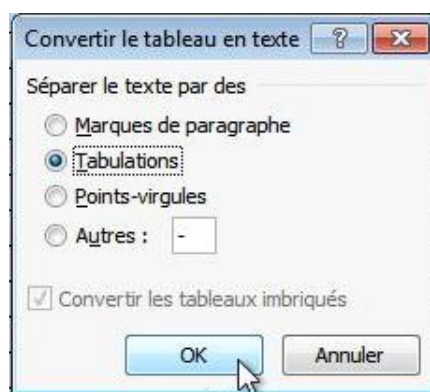 Convertir le tableau en texte
Séparer le texte par des
Marques de paragraphe
Tabulations
Points-virgules
Autres : -
Convertir les tableaux imbriqués
OK Annuler